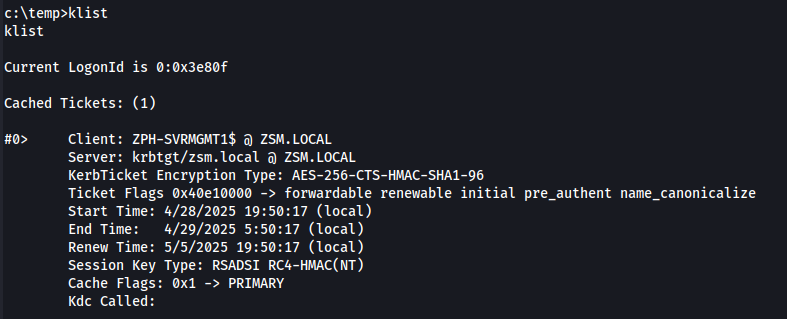 c:\temp>klist
klist
Current LogonId is 0:0x3e80f
Cached Tickets: (1)
#0>     Client: ZPH-SVRMGMT1$ @ ZSM.LOCAL
        Server: krbtgt/zsm.local @ ZSM.LOCAL
        KerbTicket Encryption Type: AES-256-CTS-HMAC-SHA1-96
        Ticket Flags 0x40e10000 -> forwardable renewable initial pre_authent name_canonicalize
        Start Time: 4/28/2025 19:50:17 (local)
        End Time:   4/29/2025 5:50:17 (local)
        Renew Time: 5/5/2025 19:50:17 (local)
        Session Key Type: RSADSI RC4-HMAC(NT)
        Cache Flags: 0x1 -> PRIMARY
        Kdc Called: